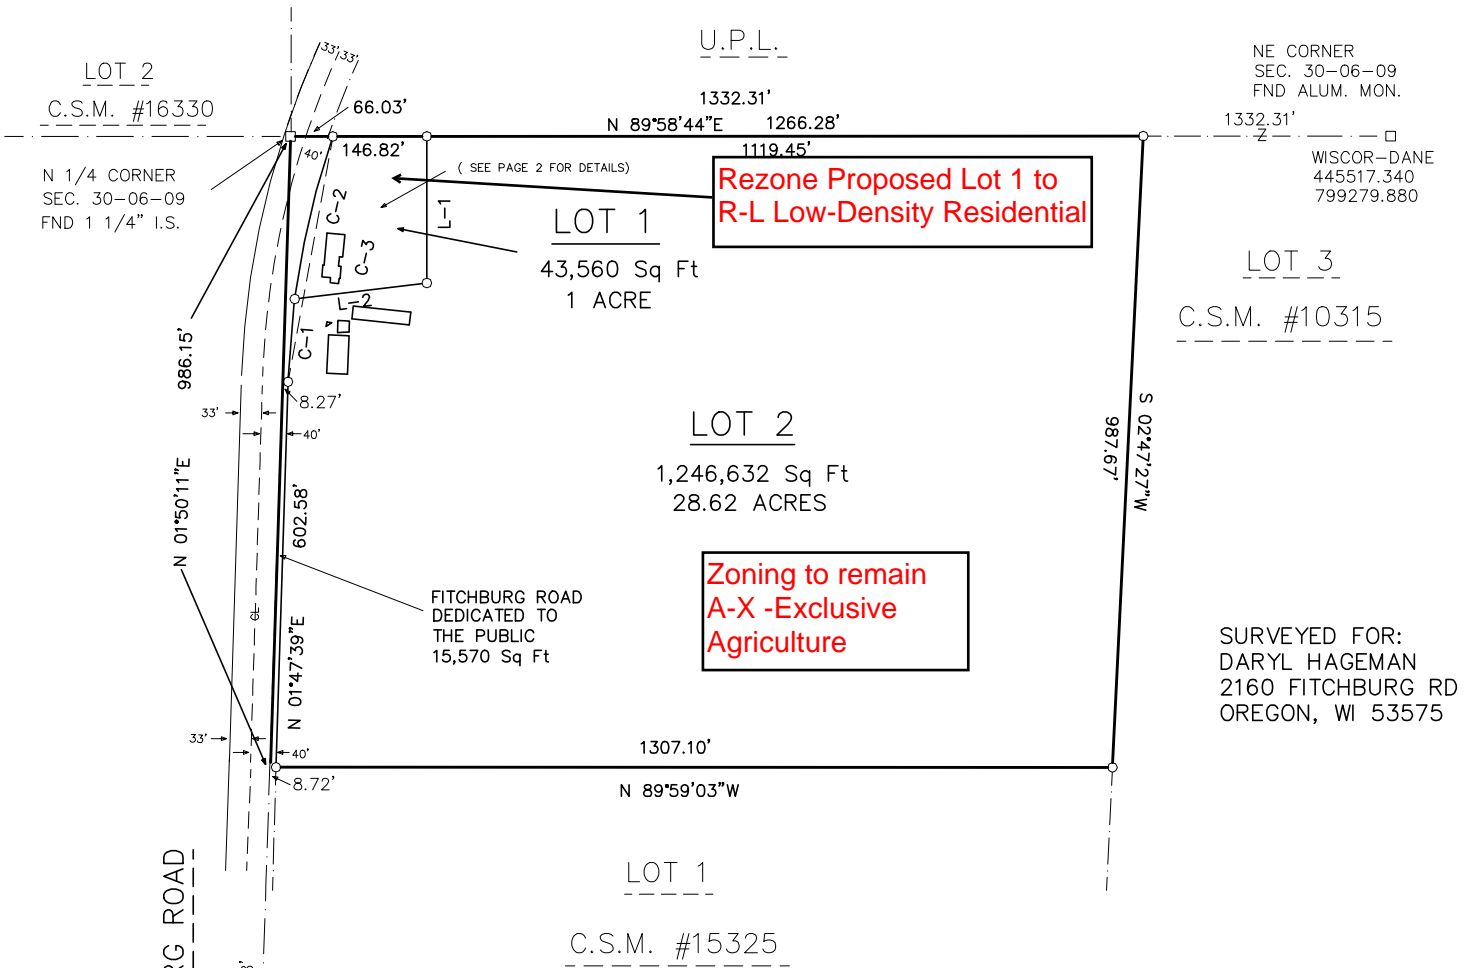 U.P.L.
LOT 2
C.S.M. #16330
33' 33'
66.03'
1332.31'
N 89°58'44"E 1266.28'
NE CORNER
SEC. 30-06-09
FND ALUM. MON.
1332.31'
Z
WISCOR-DANE
445517.340
799279.880
N 1/4 CORNER
SEC. 30-06-09
FND 1 1/4" I.S.
40'
146.82'
1119.45'
( SEE PAGE 2 FOR DETAILS)
Rezone Proposed Lot 1 to
R-L Low-Density Residential
C-2
L-1
C-3
LOT 1
43,560 Sq Ft
1 ACRE
L-2
C-1
LOT 3
C.S.M. #10315
986.15'
8.27'
33'
40'
LOT 2
1,246,632 Sq Ft
28.62 ACRES
S 02°47'27"W
987.67'
N 01°50'11"E
602.58'
Zoning to remain
A-X -Exclusive
Agriculture
FITCHBURG ROAD
DEDICATED TO
THE PUBLIC
15,570 Sq Ft
CL
N 01°47'39"E
SURVEYED FOR:
DARYL HAGEMAN
2160 FITCHBURG RD
OREGON, WI 53575
33'
40'
8.72'
1307.10'
N 89°59'03"W
RG ROAD
LOT 1
C.S.M. #15325